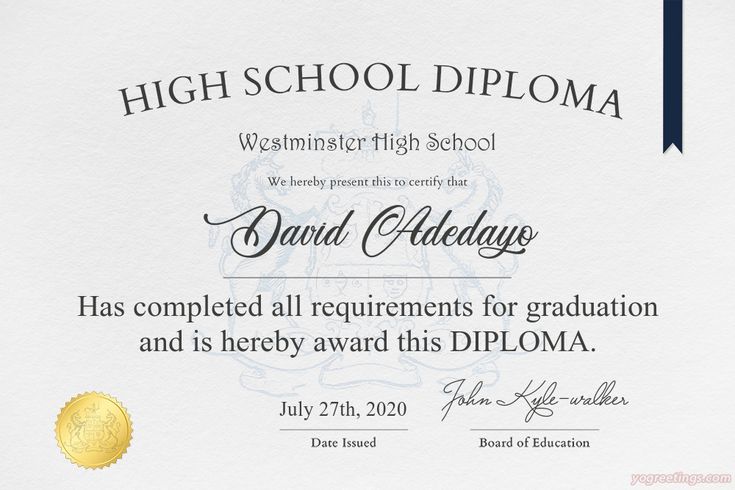 HIGH SCHOOL DIPLOMA
Westminster High School
We hereby present this to certify that
David Adedayo
Has completed all requirements for graduation
and is hereby award this DIPLOMA.
July 27th, 2020
John Kyle-walker
Date Issued
Board of Education
yogreetings.com